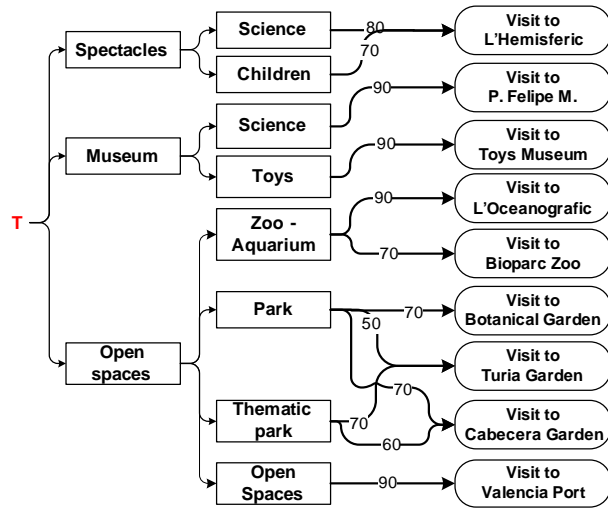 T
Spectacles
Museum
Open
spaces
Science
Children
Science
Toys
Zoo -
Aquarium
Park
Thematic
park
Open
Spaces
80
70
90
90
90
70
70
50
70
70
60
90
Visit to
L'Hemisferic
Visit to
P. Felipe M.
Visit to
Toys Museum
Visit to
L'Oceanografic
Visit to
Bioparc Zoo
Visit to
Botanical Garden
Visit to
Turia Garden
Visit to
Cabecera Garden
Visit to
Valencia Port